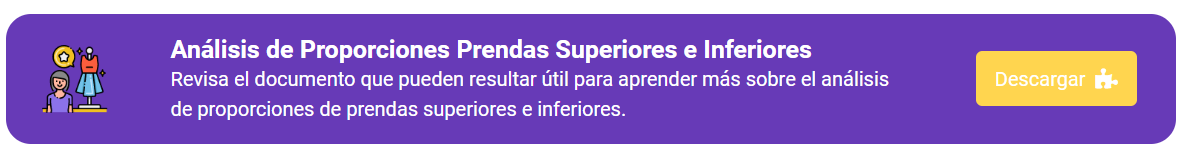 Análisis de Proporciones Prendas Superiores e Inferiores
Revisa el documento que pueden resultar útil para aprender más sobre el análisis
de proporciones de prendas superiores e inferiores.
Descargar